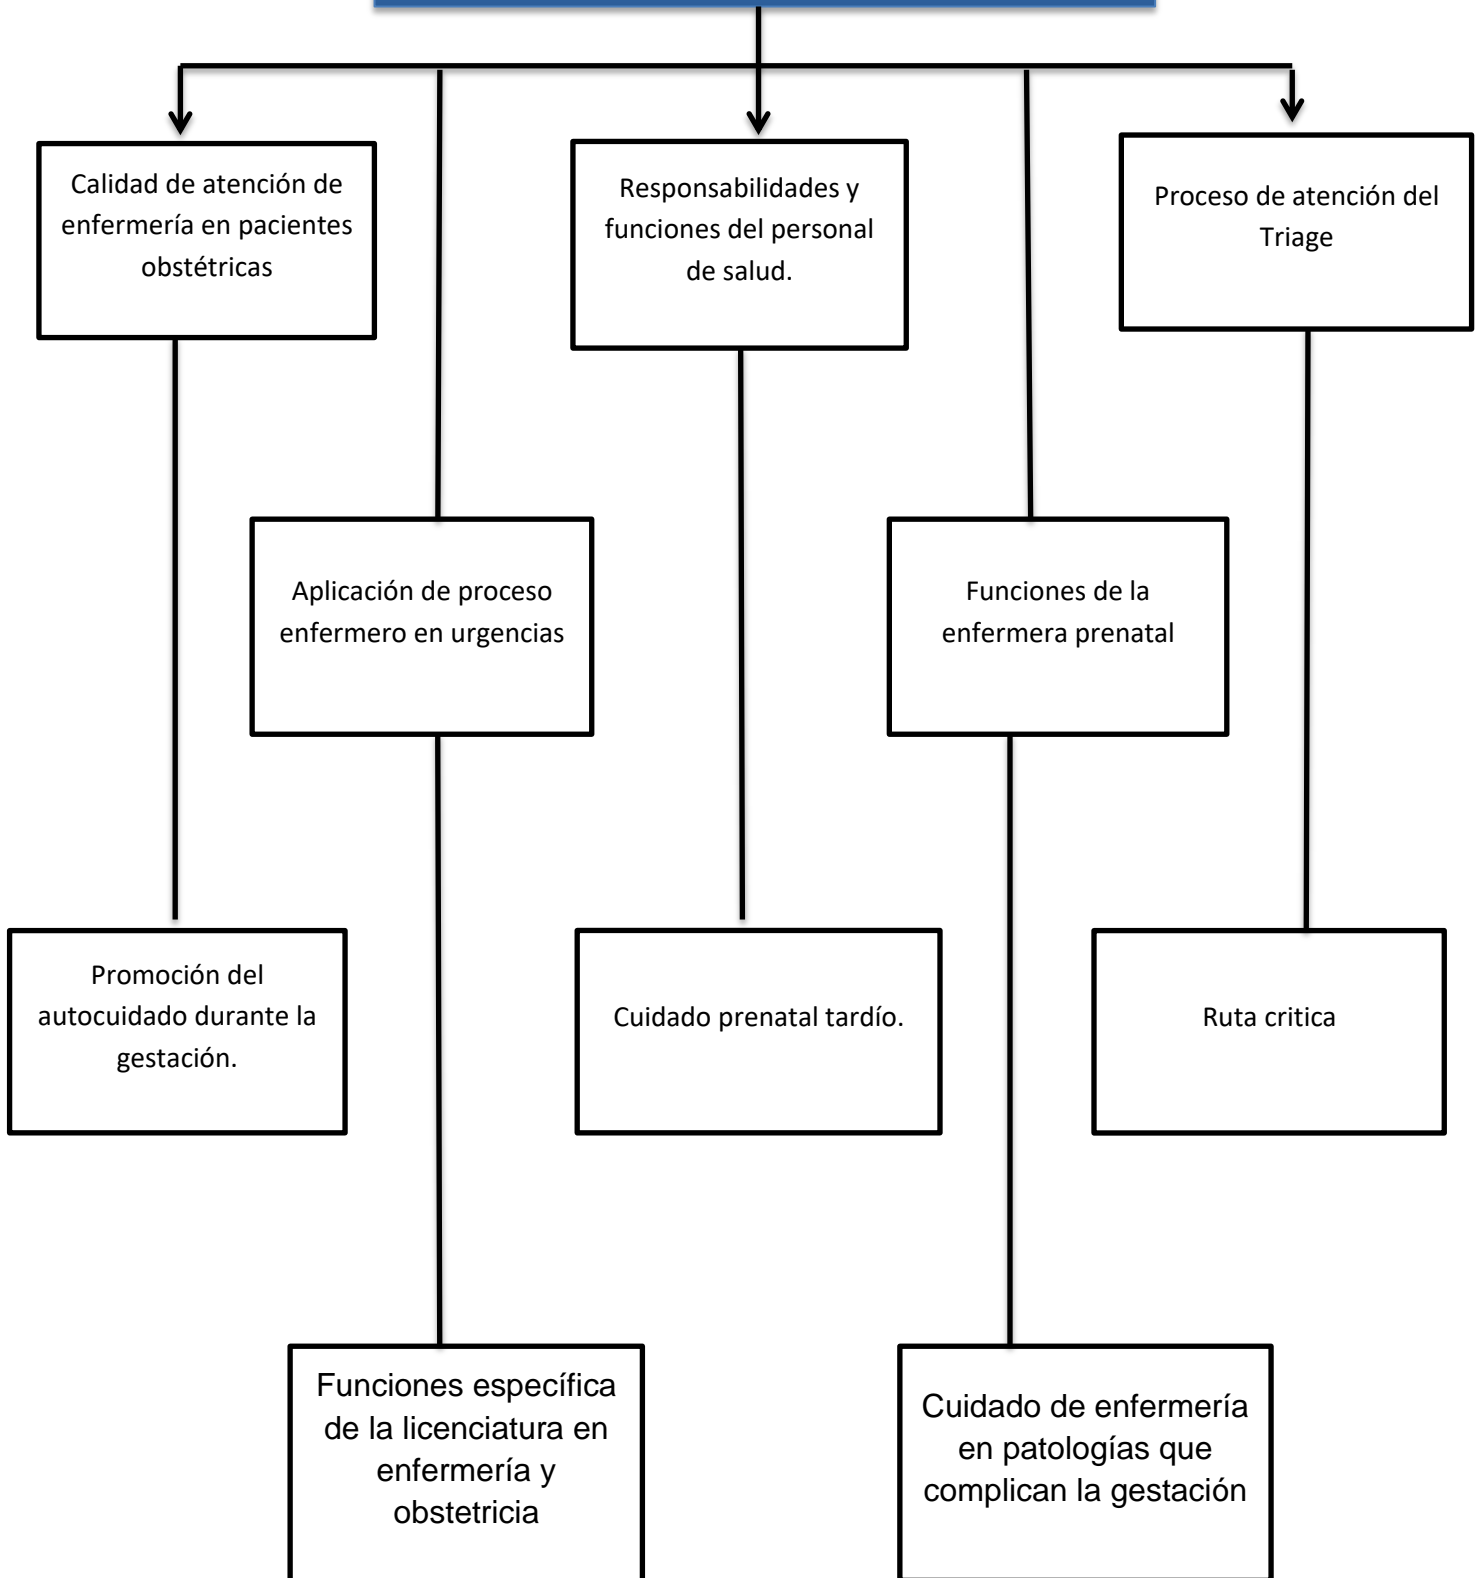 Calidad de atención de
enfermería en pacientes
obstétricas
Responsabilidades y
funciones del personal
de salud.
Proceso de atención del
Triage
Aplicación de proceso
enfermero en urgencias
Funciones de la
enfermera prenatal
Promoción del
autocuidado durante la
gestación.
Cuidado prenatal tardío.
Ruta critica
Funciones específica
de la licenciatura en
enfermería y
obstetricia
Cuidado de enfermería
en patologías que
complican la gestación